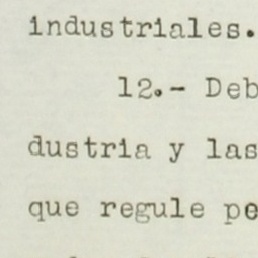 industriales.
12.- Deb
dustria y las
que regule pe